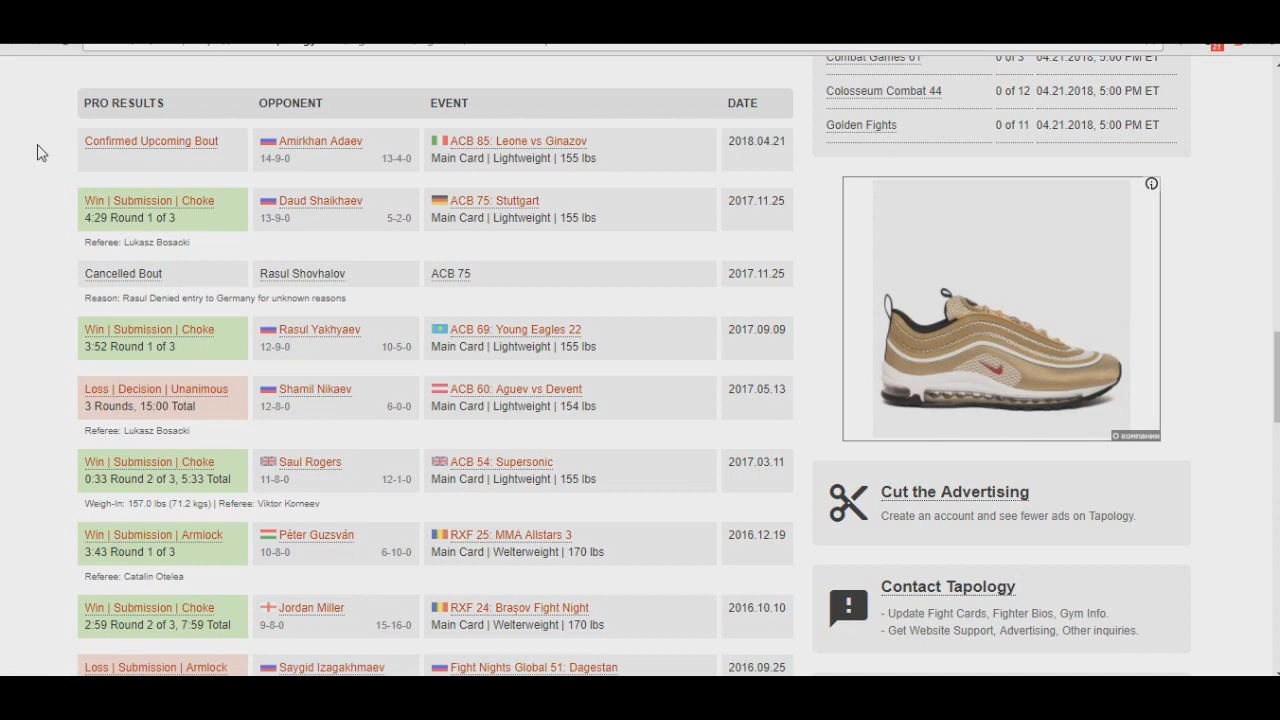 PRO RESULTS OPPONENT EVENT DATE
Confirmed Upcoming Bout Amirkhan Adaev ACB 85: Leone vs Ginazov 2018.04.21
14-9-0 13-4-0 Main Card | Lightweight | 155 lbs
Win | Submission | Choke Daud Shaikhaev ACB 75: Stuttgart 2017.11.25
4:29 Round 1 of 3 13-9-0 5-2-0 Main Card | Lightweight | 155 lbs
Referee: Lukasz Bosacki
Cancelled Bout Rasul Shovhalov ACB 75 2017.11.25
Reason: Rasul Denied entry to Germany for unknown reasons
Win | Submission | Choke Rasul Yakhyaev ACB 69: Young Eagles 22 2017.09.09
3:52 Round 1 of 3 12-9-0 10-5-0 Main Card | Lightweight | 155 lbs
Loss | Decision | Unanimous Shamil Nikaev ACB 60: Aguev vs Devent 2017.05.13
3 Rounds, 15:00 Total 12-8-0 6-0-0 Main Card | Lightweight | 154 lbs
Referee: Lukasz Bosacki
Win | Submission | Choke Saul Rogers ACB 54: Supersonic 2017.03.11
0:33 Round 2 of 3, 5:33 Total 11-8-0 12-1-0 Main Card | Lightweight | 155 lbs
Weigh-In: 157.0 lbs (71.2 kgs) | Referee: Viktor Korneev
Win | Submission | Armlock Péter Guzsván RXF 25: MMA Allstars 3 2016.12.19
3:43 Round 1 of 3 10-8-0 6-10-0 Main Card | Welterweight | 170 lbs
Referee: Catalin Otelea
Win | Submission | Choke Jordan Miller RXF 24: Brasov Fight Night 2016.10.10
2:59 Round 2 of 3, 7:59 Total 9-8-0 15-16-0 Main Card | Welterweight | 170 lbs
Loss | Submission | Armlock Saygid Izagakhmaev Fight Nights Global 51: Dagestan 2016.09.25
21
Combat Games 61 0 of 3 04.21.2018, 5:00 PM ET
Colosseum Combat 44 0 of 12 04.21.2018, 5:00 PM ET
Golden Fights 0 of 11 04.21.2018, 5:00 PM ET
О компании
Cut the Advertising
Create an account and see fewer ads on Tapology.
Contact Tapology
- Update Fight Cards, Fighter Bios, Gym Info.
- Get Website Support, Advertising, Other inquiries.